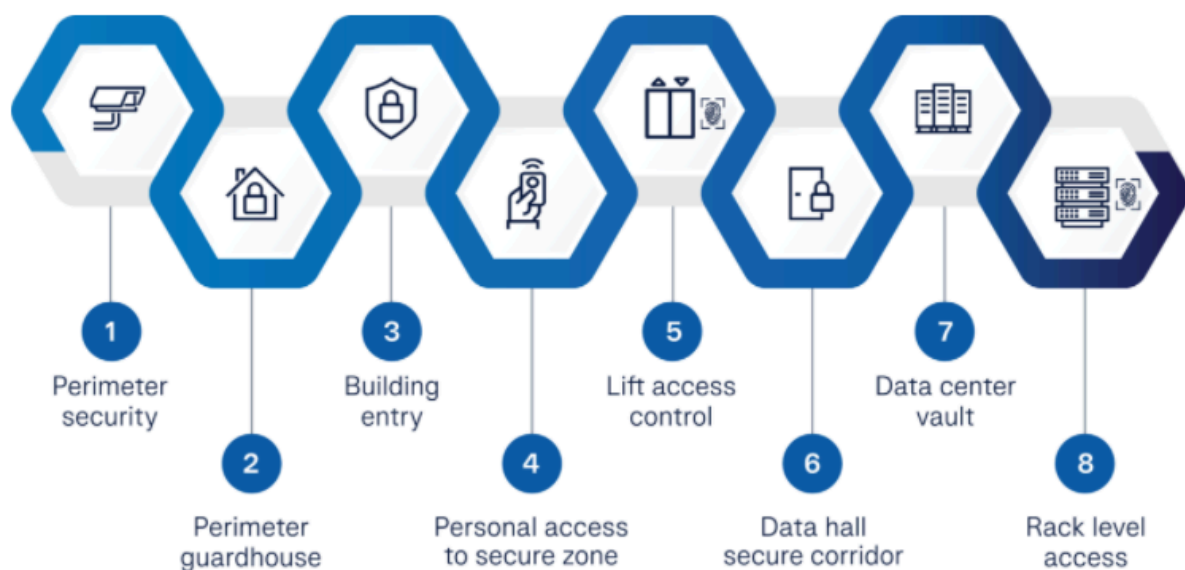 1
Perimeter
security
2
Perimeter
guardhouse
3
Building
entry
4
Personal access
to secure zone
5
Lift access
control
6
Data hall
secure corridor
7
Data center
vault
8
Rack level
access